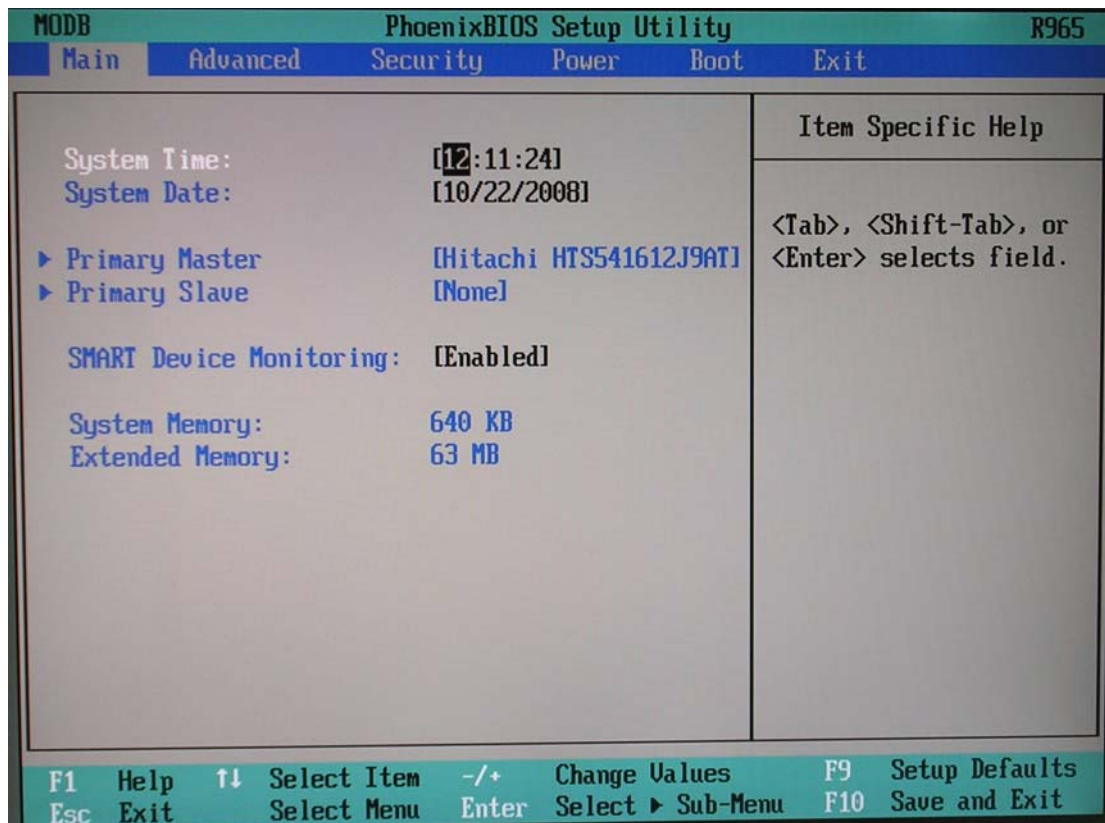 MODB PhoenixBIOS Setup Utility R965
Main Advanced Security Power Boot Exit
Item Specific Help
System Time: [12:11:24]
System Date: [10/22/2008]
<Tab>, <Shift-Tab>, or
<Enter> selects field.
▶ Primary Master [Hitachi HTS541612J9AT]
▶ Primary Slave [None]
SMART Device Monitoring: [Enabled]
System Memory: 640 KB
Extended Memory: 63 MB
F1 Help ↑↓ Select Item -/+ Change Values F9 Setup Defaults
Esc Exit Select Menu Enter Select ▶ Sub-Menu F10 Save and Exit